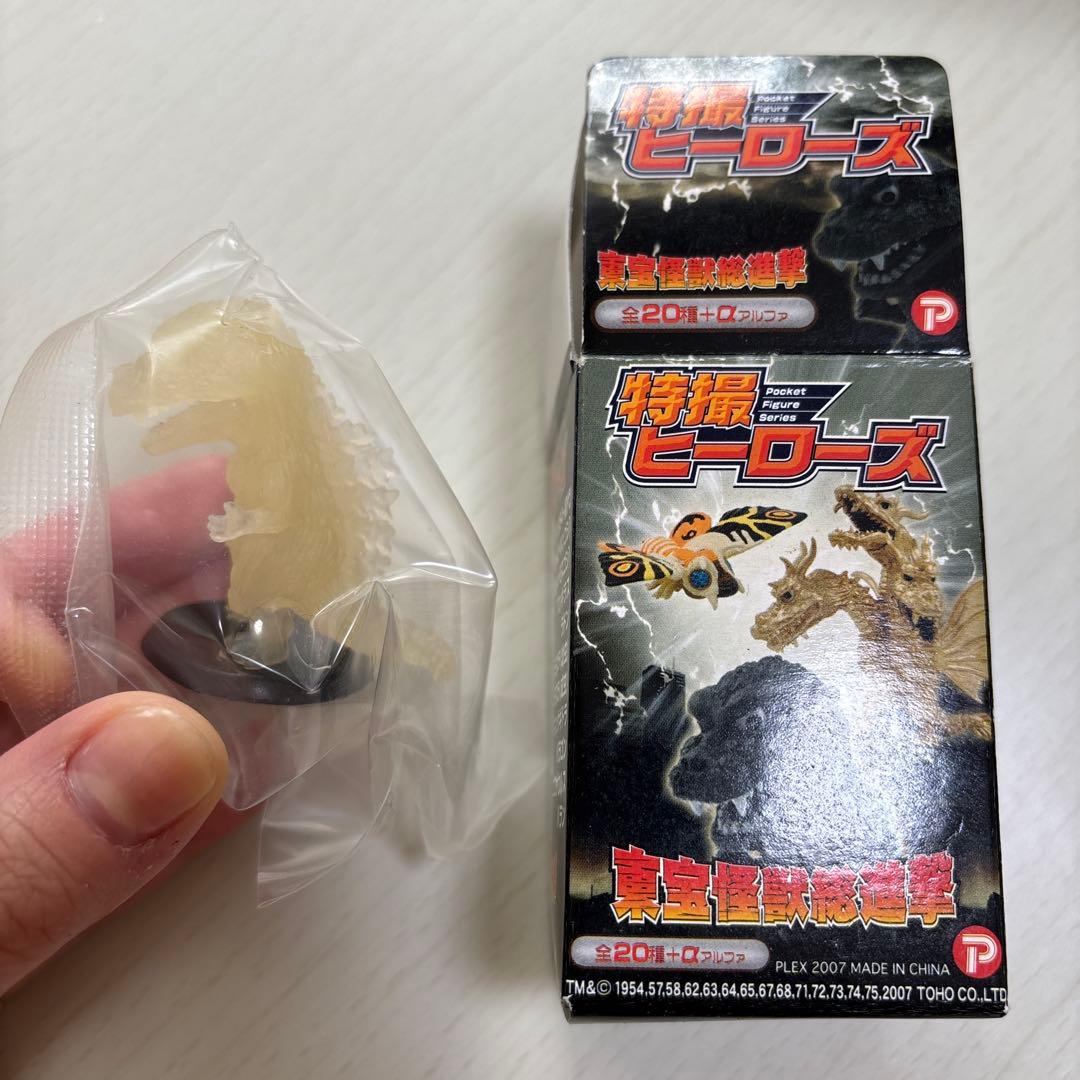 特撮
Pocket
Figure
Series
ヒーローズ
東宝怪獣総進撃
全20種+αアルファ
P
特撮
Pocket
Figure
Series
ヒーローズ
東宝怪獣総進撃
全20種+αアルファ
PLEX 2007 MADE IN CHINA
P
TM&© 1954,57,58,62,63,64,65,67,68,71,72,73,74,75,2007 TOHO CO.,LTD